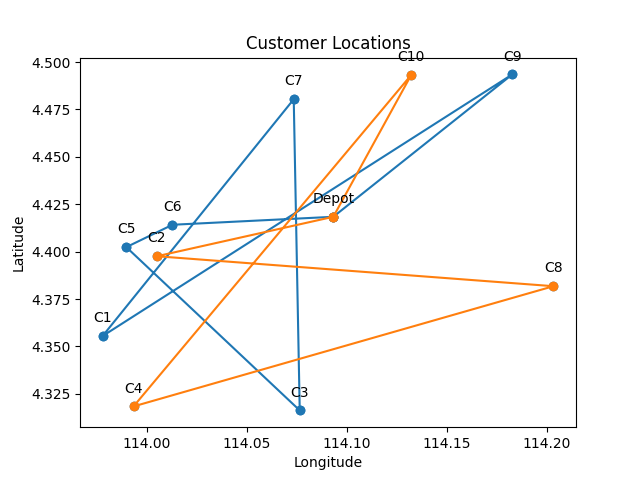 Customer Locations
C10
C9
4.500
C7
4.475
4.450
4.425
C6
Depot
C5
C2
4.400
C8
4.375
4.350
C1
4.325
C4
C3
114.00
114.05
114.10
114.15
114.20
Longitude
Latitude